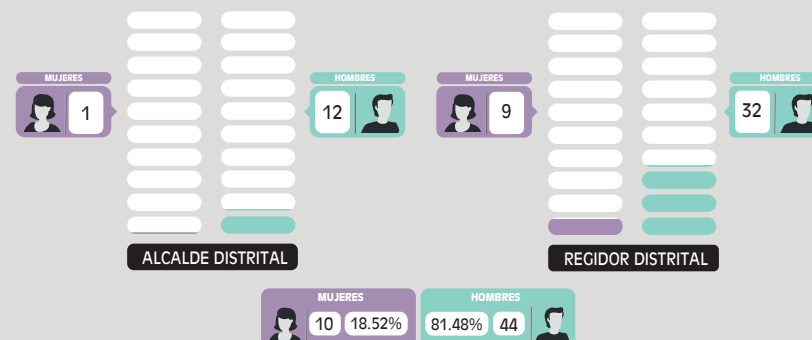 MUJERES
1
HOMBRES
12
ALCALDE DISTRITAL
MUJERES
9
HOMBRES
32
REGIDOR DISTRITAL
MUJERES
10 18.52%
HOMBRES
81.48% 44